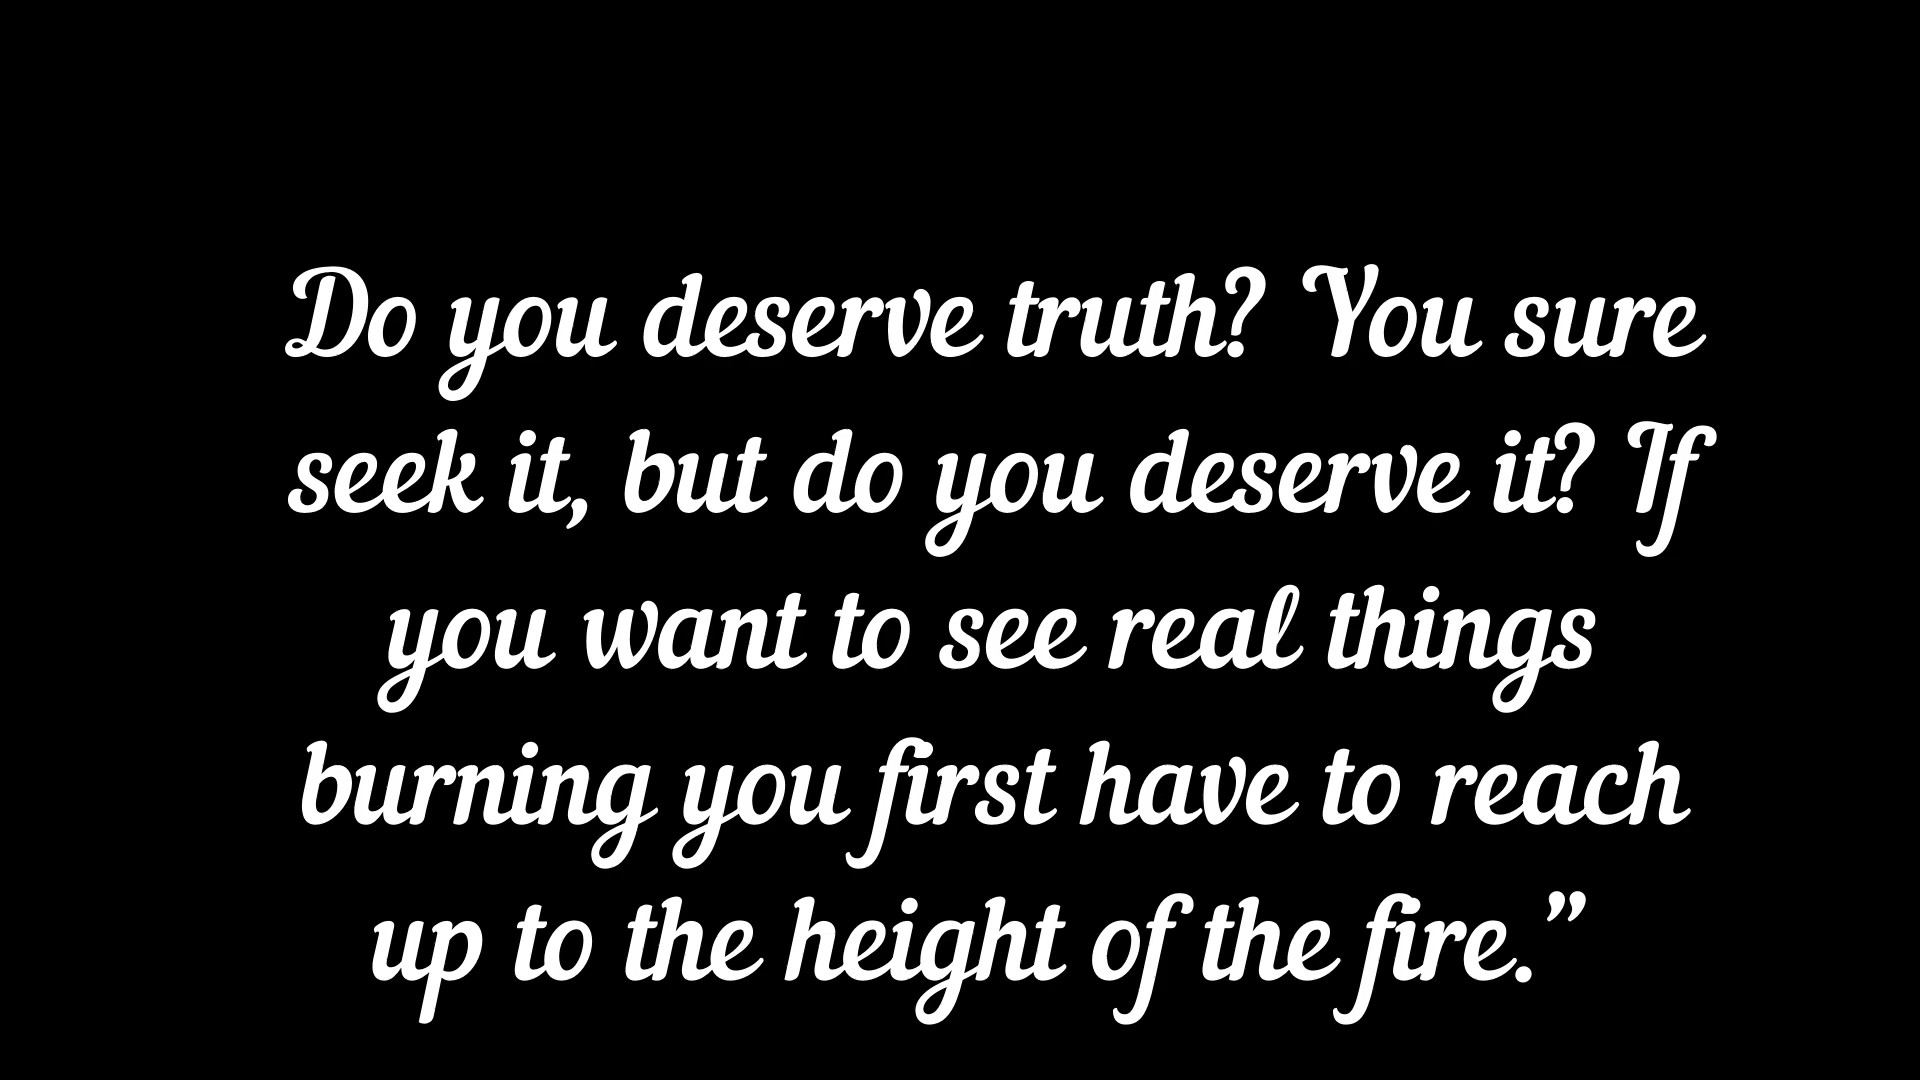 Do you deserve truth? You sure
seek it, but do you deserve it? If
you want to see real things
burning you first have to reach
up to the height of the fire.”